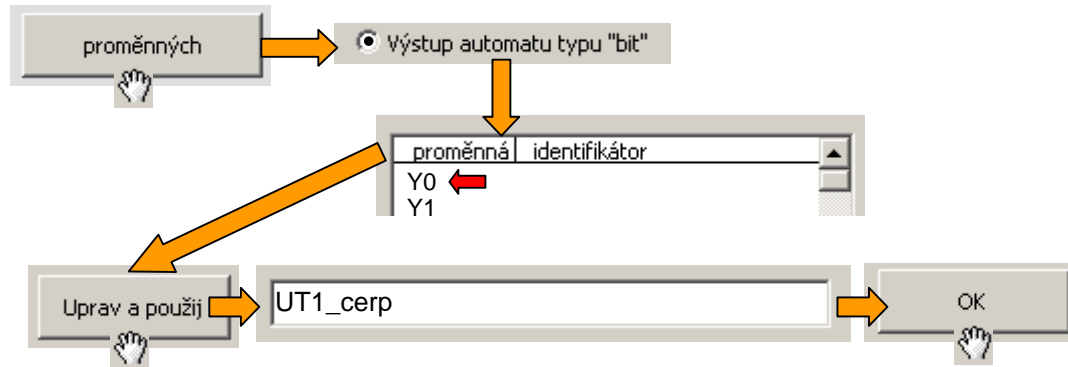 proměnných
Výstup automatu typu "bit"
proměnná identifikátor
Y0
Y1
Uprav a použij
UT1_cerp
OK